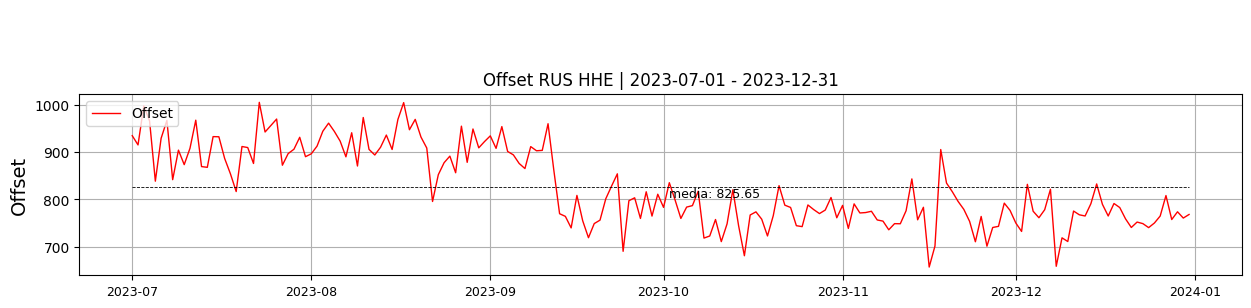 Offset RUS HHE | 2023-07-01 - 2023-12-31
1000
900
800
700
Offset
Offset
media: 825.65
2023-07
2023-08
2023-09
2023-10
2023-11
2023-12
2024-01